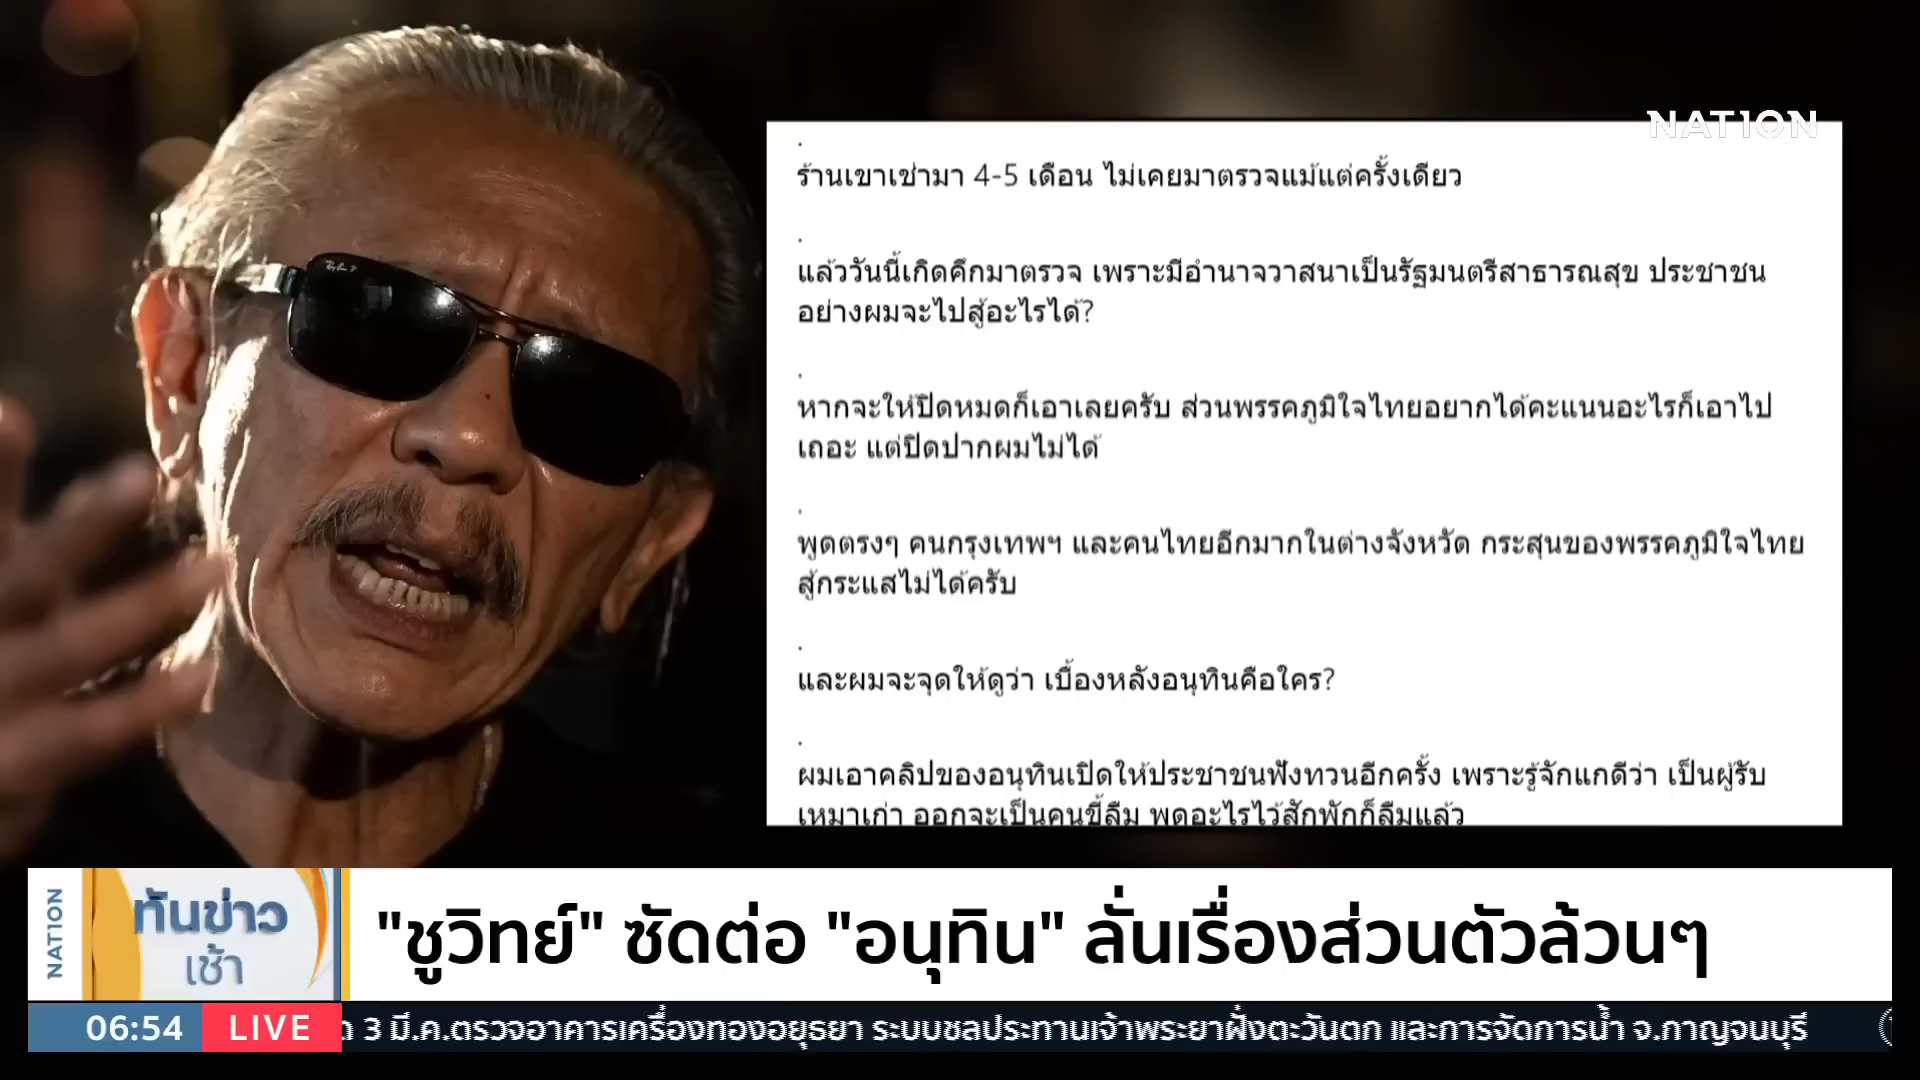 NATION
.
ร้านเขาเช่ามา 4-5 เดือน ไม่เคยมาตรวจแม้แต่ครั้งเดียว
.
แล้ววันนี้เกิดคึกมาตรวจ เพราะมีอำนาจวาสนาเป็นรัฐมนตรีสาธารณสุข ประชาชน
อย่างผมจะไปสู้อะไรได้?
.
หากจะให้ปิดหมดก็เอาเลยครับ ส่วนพรรคภูมิใจไทยอยากได้คะแนนอะไรก็เอาไป
เถอะ แต่ปิดปากผมไม่ได้
.
พูดตรงๆ คนกรุงเทพฯ และคนไทยอีกมากในต่างจังหวัด กระสุนของพรรคภูมิใจไทย
สู้กระแสไม่ได้ครับ
.
และผมจะจุดให้ดูว่า เบื้องหลังอนุทินคือใคร?
.
ผมเอาคลิปของอนุทินเปิดให้ประชาชนฟังทวนอีกครั้ง เพราะรู้จักแกดีว่า เป็นผู้รับ
เหมาเก่า ออกจะเป็นคนขี้ลืม พูดอะไรไว้สักพักก็ลืมแล้ว
Ray-Ban P
NATION
ทันข่าว
เช้า
"ชูวิทย์" ซัดต่อ "อนุทิน" ลั่นเรื่องส่วนตัวล้วนๆ
06:54 LIVE
3 มี.ค.ตรวจอาคารเครื่องทองอยุธยา ระบบชลประทานเจ้าพระยาฝั่งตะวันตก และการจัดการน้ำ จ.กาญจนบุรี